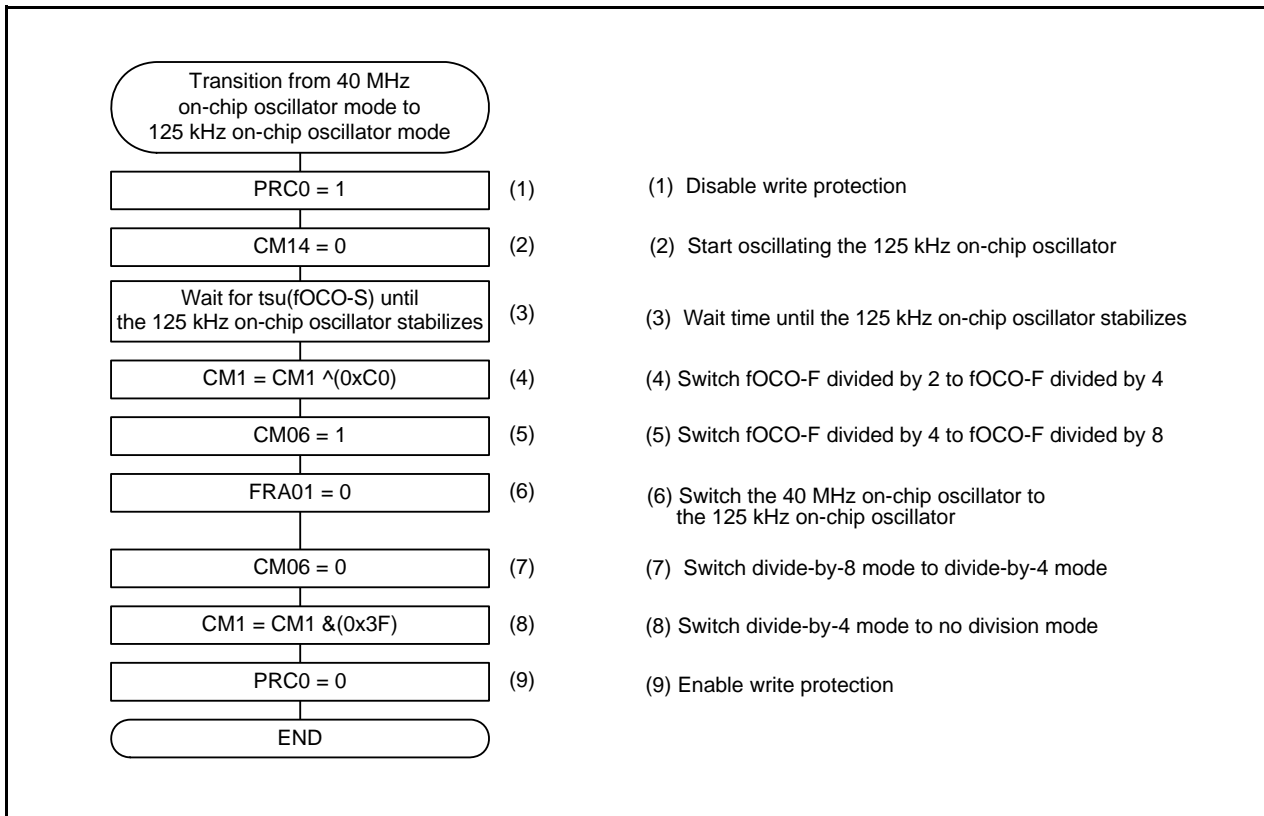 Transition from 40 MHz
on-chip oscillator mode to
125 kHz on-chip oscillator mode
PRC0 = 1
(1)
(1) Disable write protection
CM14 = 0
(2)
(2) Start oscillating the 125 kHz on-chip oscillator
Wait for tsu(fOCO-S) until
the 125 kHz on-chip oscillator stabilizes
(3)
(3) Wait time until the 125 kHz on-chip oscillator stabilizes
CM1 = CM1 ^(0xC0)
(4)
(4) Switch fOCO-F divided by 2 to fOCO-F divided by 4
CM06 = 1
(5)
(5) Switch fOCO-F divided by 4 to fOCO-F divided by 8
FRA01 = 0
(6)
(6) Switch the 40 MHz on-chip oscillator to
the 125 kHz on-chip oscillator
CM06 = 0
(7)
(7) Switch divide-by-8 mode to divide-by-4 mode
CM1 = CM1 &(0x3F)
(8)
(8) Switch divide-by-4 mode to no division mode
PRC0 = 0
(9)
(9) Enable write protection
END